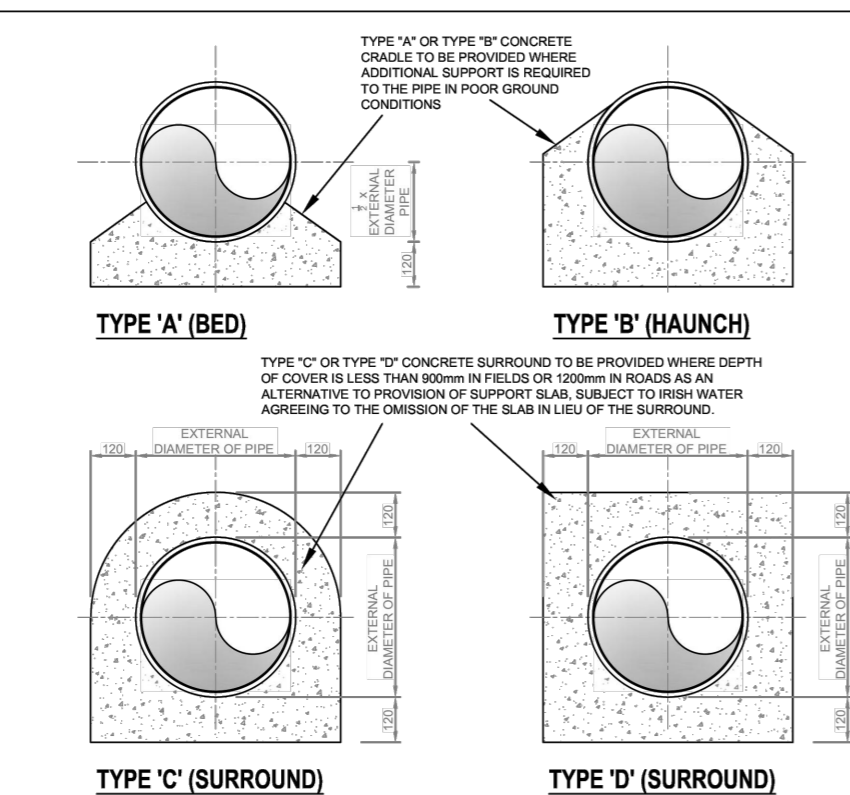 TYPE "A" OR TYPE "B" CONCRETE
CRADLE TO BE PROVIDED WHERE
ADDITIONAL SUPPORT IS REQUIRED
TO THE PIPE IN POOR GROUND
CONDITIONS
1/2 x
EXTERNAL
DIAMETER
PIPE
120
TYPE 'A' (BED)
TYPE 'B' (HAUNCH)
TYPE "C" OR TYPE "D" CONCRETE SURROUND TO BE PROVIDED WHERE DEPTH
OF COVER IS LESS THAN 900mm IN FIELDS OR 1200mm IN ROADS AS AN
ALTERNATIVE TO PROVISION OF SUPPORT SLAB, SUBJECT TO IRISH WATER
AGREEING TO THE OMISSION OF THE SLAB IN LIEU OF THE SURROUND.
120
EXTERNAL
DIAMETER OF PIPE
120
120
EXTERNAL
DIAMETER OF PIPE
120
TYPE 'C' (SURROUND)
120
EXTERNAL
DIAMETER OF PIPE
120
120
EXTERNAL
DIAMETER OF PIPE
120
TYPE 'D' (SURROUND)